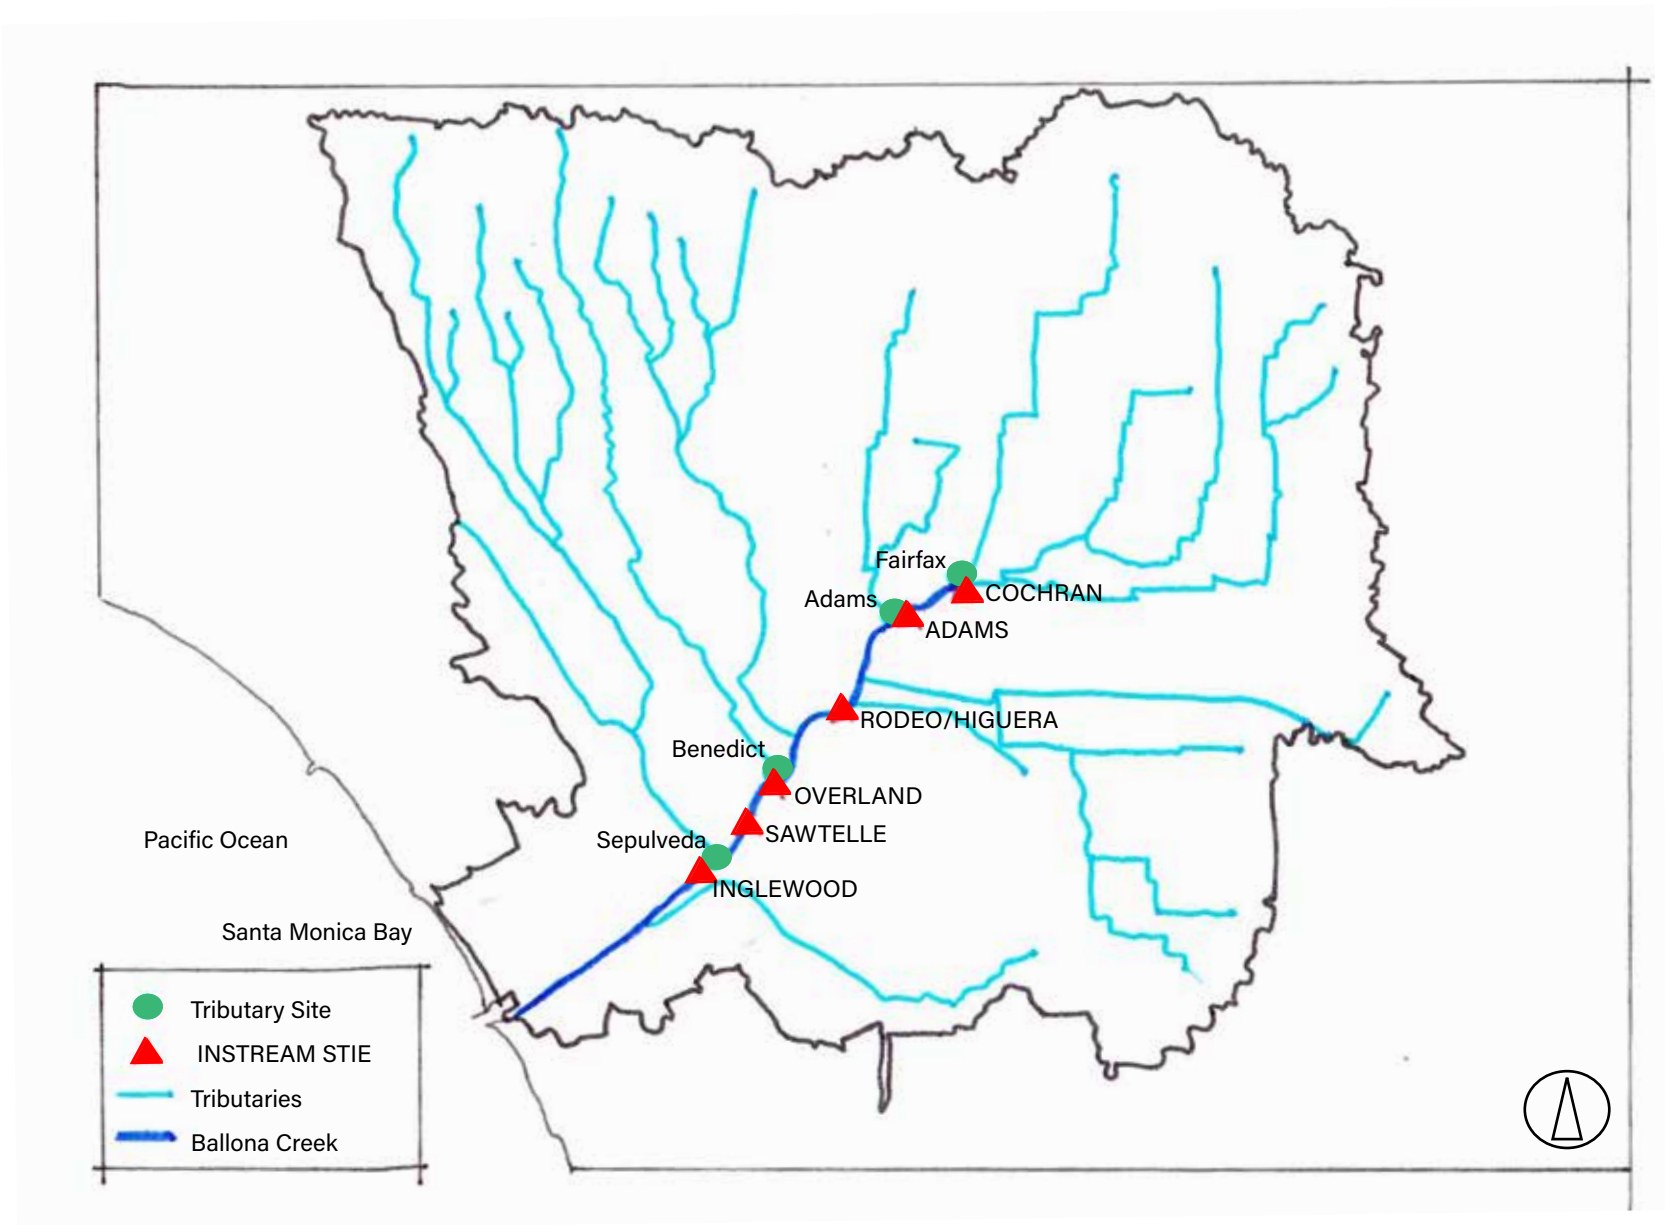 Fairfax
COCHRAN
Adams
ADAMS
RODEO/HIGUERA
Benedict
OVERLAND
SAWTELLE
Sepulveda
INGLEWOOD
Pacific Ocean
Santa Monica Bay
Tributary Site
INSTREAM STIE
Tributaries
Ballona Creek